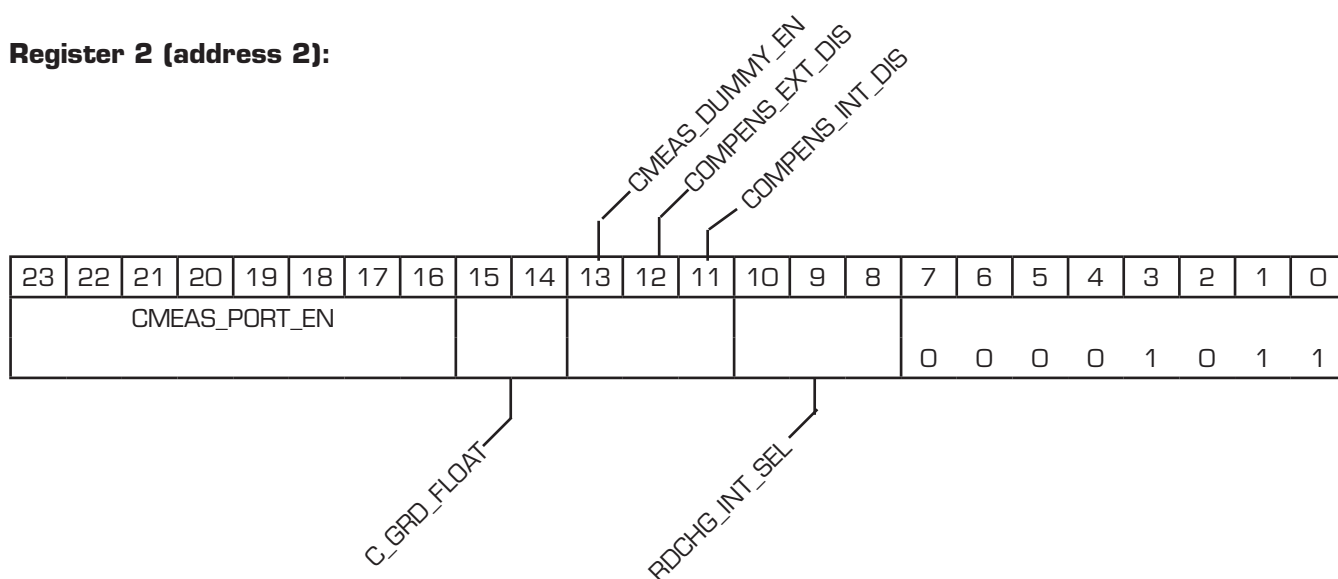 Register 2 (address 2):
CMEAS_DUMMY_EN
COMPENS_EXT_DIS
COMPENS_INT_DIS
23 22 21 20 19 18 17 16 15 14 13 12 11 10 9 8 7 6 5 4 3 2 1 0
CMEAS_PORT_EN
0 0 0 0 1 0 1 1
C_GRD_FLOAT
RDCHG_INT_SEL